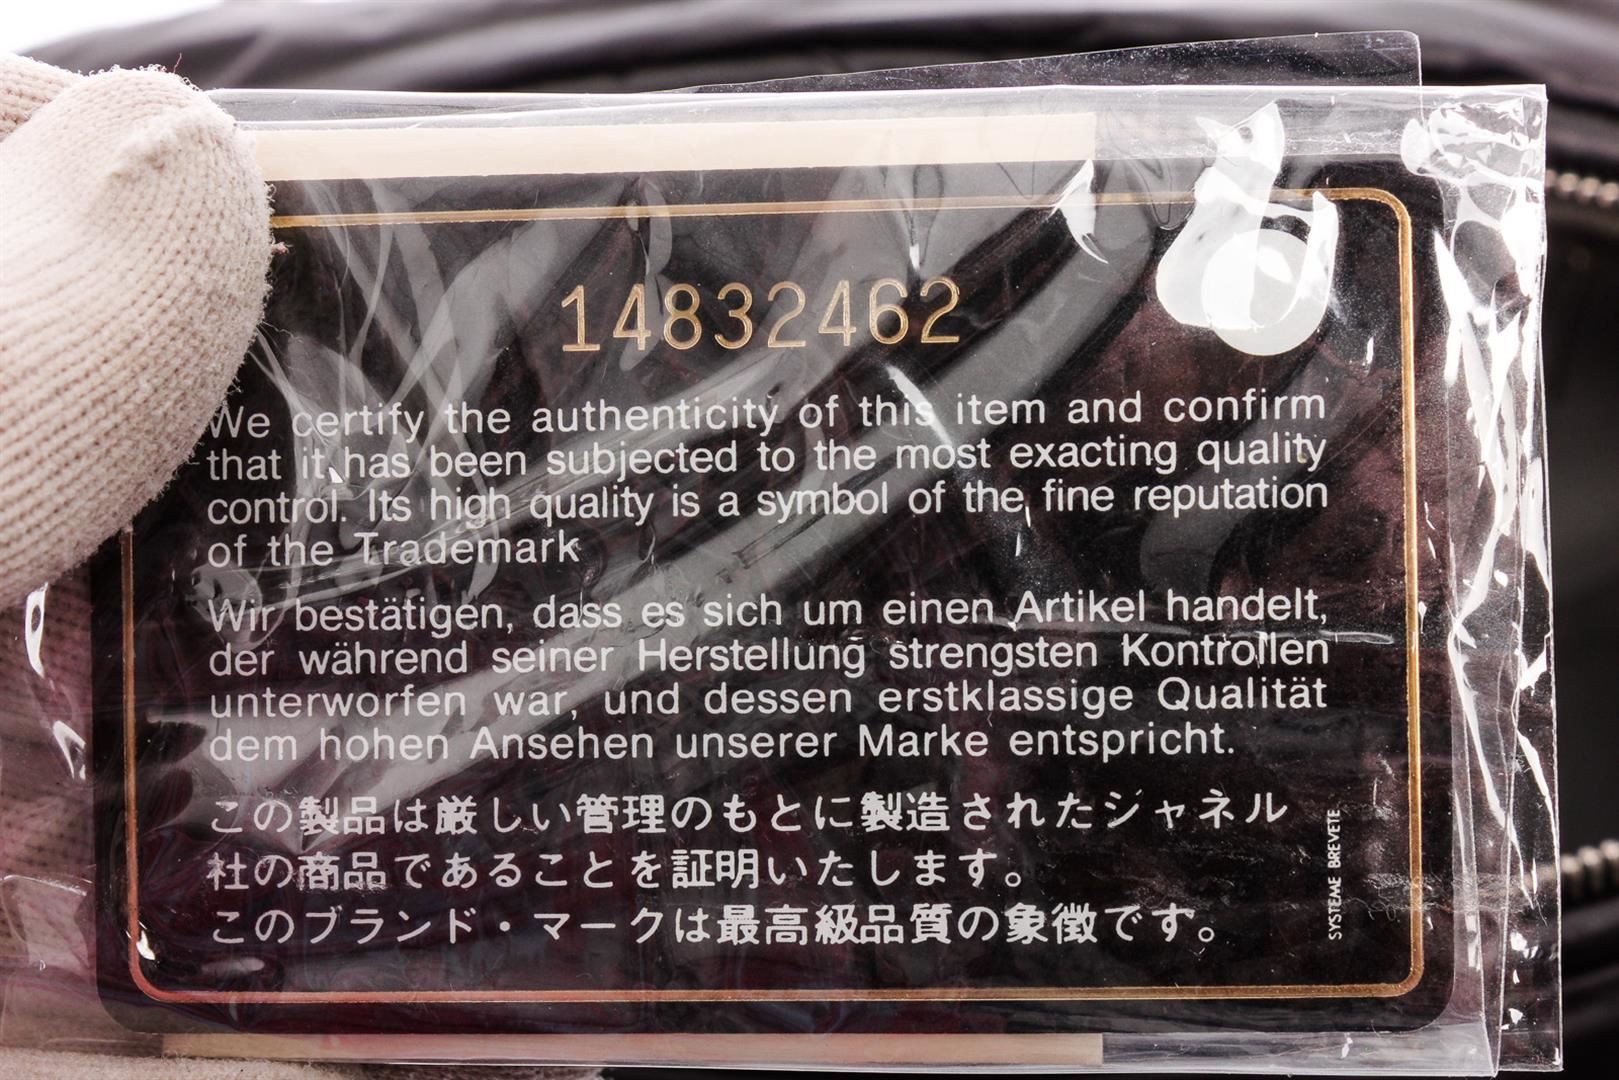 14832462
We certify the authenticity of this item and confirm
that it has been subjected to the most exacting quality
control. Its high quality is a symbol of the fine reputation
of the Trademark
Wir bestätigen, dass es sich um einen Artikel handelt,
der während seiner Herstellung strengsten Kontrollen
unterworfen war, und dessen erstklassige Qualität
dem hohen Ansehen unserer Marke entspricht.
この製品は厳しい管理のもとに製造されたシャネル
社の商品であることを証明いたします。
このブランド・マークは最高級品質の象徴です。
SYSTEME BREVETE